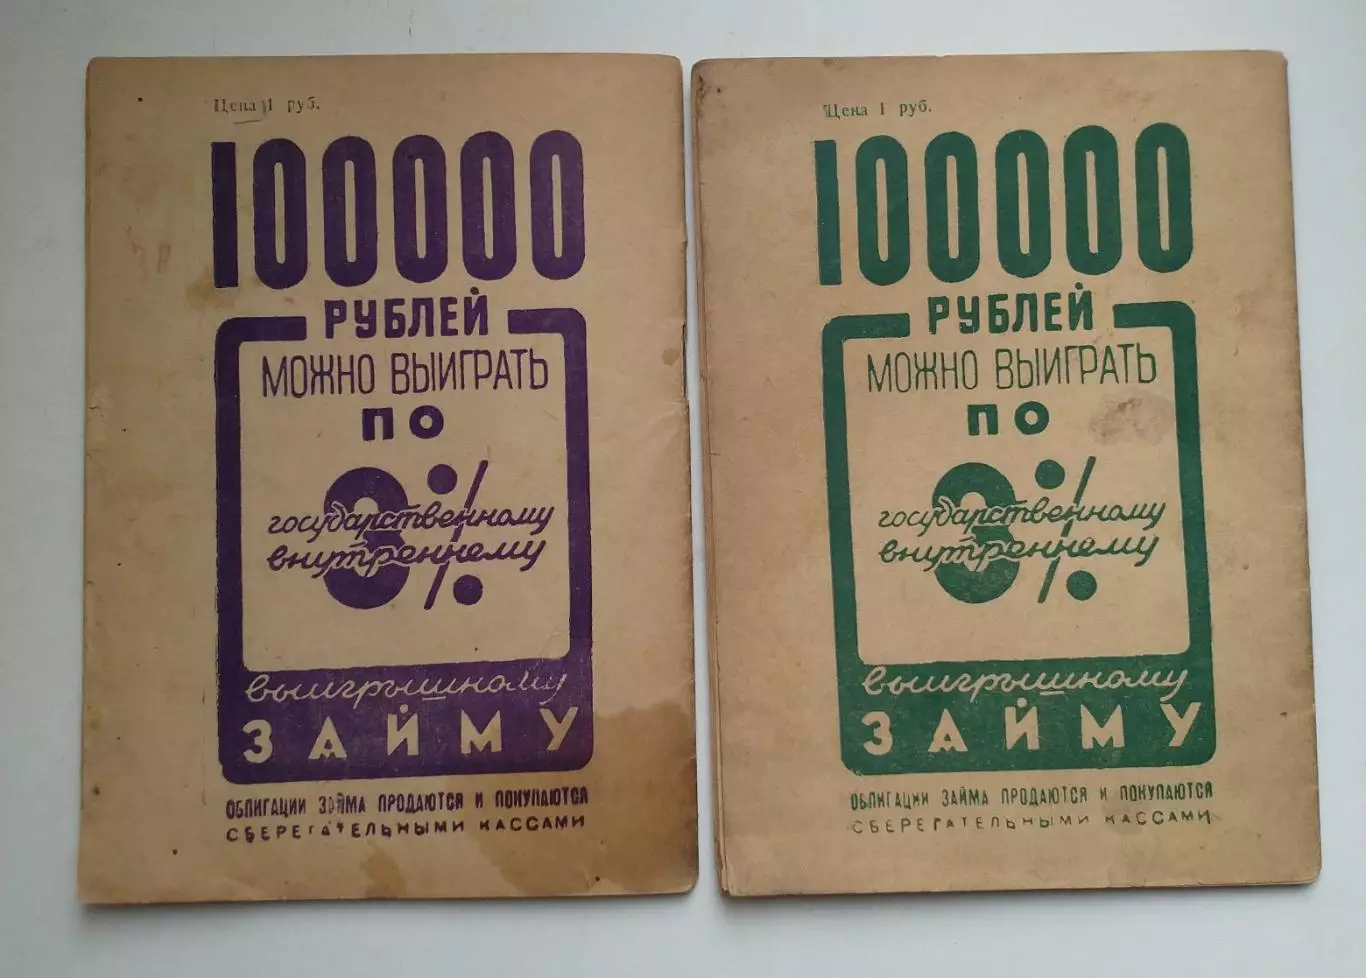 Цена 1 руб.
100000
РУБЛЕЙ
МОЖНО ВЫИГРАТЬ
ПО
3%
государственному
внутреннему
выигрышному
ЗАЙМУ
ОБЛИГАЦИИ ЗАЙМА ПРОДАЮТСЯ И ПОКУПАЮТСЯ
СБЕРЕГАТЕЛЬНЫМИ КАССАМИ
Цена 1 руб.
100000
РУБЛЕЙ
МОЖНО ВЫИГРАТЬ
ПО
3%
государственному
внутреннему
выигрышному
ЗАЙМУ
ОБЛИГАЦИИ ЗАЙМА ПРОДАЮТСЯ И ПОКУПАЮТСЯ
СБЕРЕГАТЕЛЬНЫМИ КАССАМИ